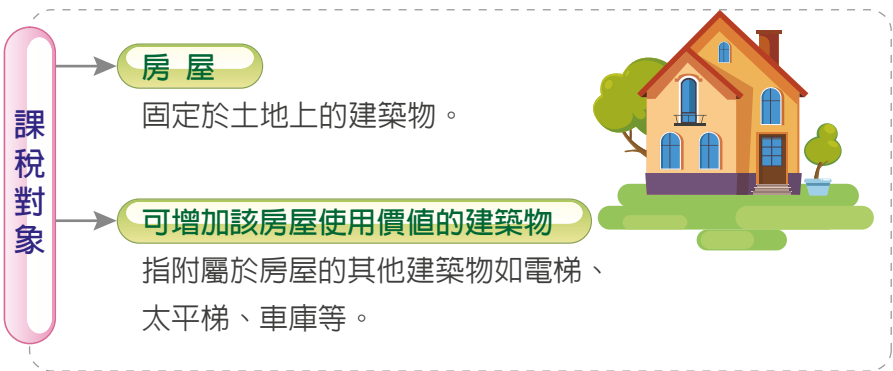 課稅對象
房屋
固定於土地上的建築物。
可增加該房屋使用價值的建築物
指附屬於房屋的其他建築物如電梯、
太平梯、車庫等。